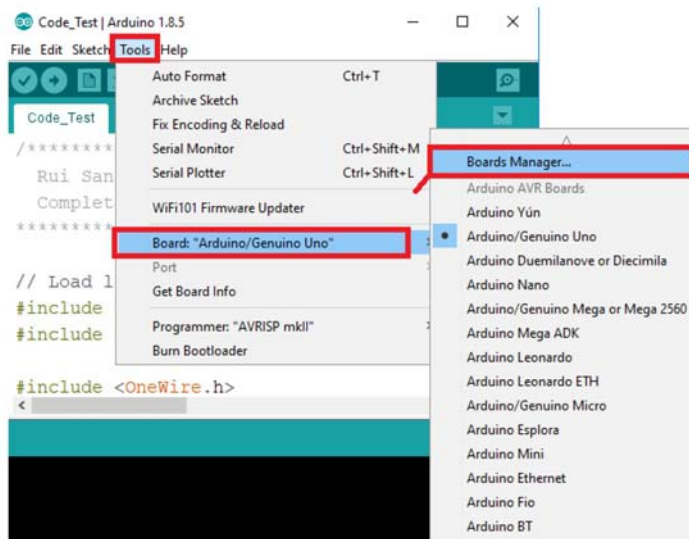 Code_Test | Arduino 1.8.5
File Edit Sketch Tools Help
Auto Format Ctrl+T
Archive Sketch
Fix Encoding & Reload
Serial Monitor Ctrl+Shift+M
Serial Plotter Ctrl+Shift+L
WiFi101 Firmware Updater
Board: "Arduino/Genuino Uno"
Port
Get Board Info
Programmer: "AVRISP mkII"
Burn Bootloader
Code_Test
/********
Rui San
Complet
*********
// Load l
#include
#include
#include <OneWire.h>
Boards Manager...
Arduino AVR Boards
Arduino Yún
Arduino/Genuino Uno
Arduino Duemilanove or Diecimila
Arduino Nano
Arduino/Genuino Mega or Mega 2560
Arduino Mega ADK
Arduino Leonardo
Arduino Leonardo ETH
Arduino/Genuino Micro
Arduino Esplora
Arduino Mini
Arduino Ethernet
Arduino Fio
Arduino BT